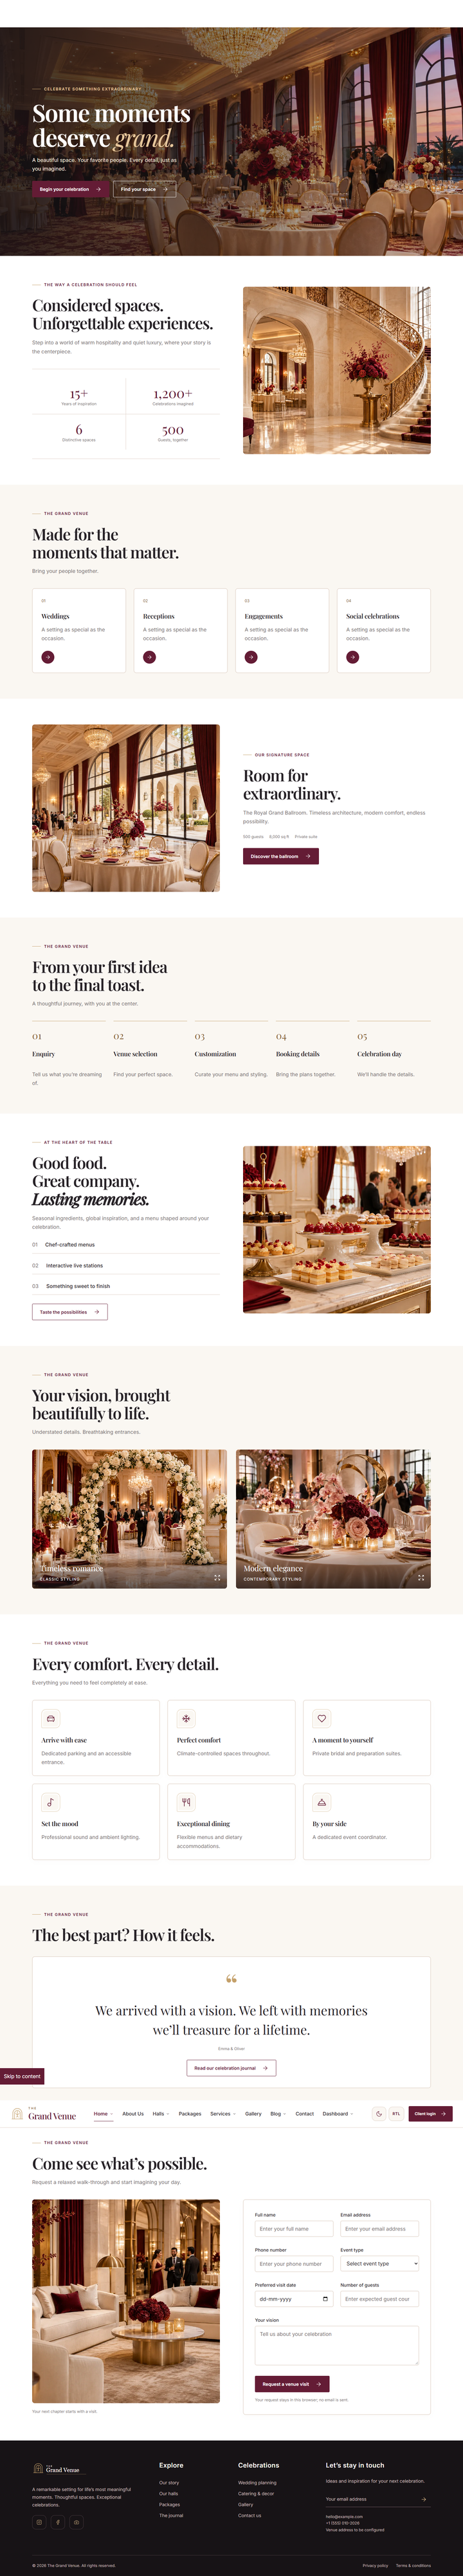 CELEBRATE SOMETHING EXTRAORDINARY
Some moments
deserve grand.
A beautiful space. Your favorite people. Every detail, just as
you imagined.
Begin your celebration
Find your space
THE WAY A CELEBRATION SHOULD FEEL
Considered spaces.
Unforgettable experiences.
Step into a world of warm hospitality and quiet luxury, where your story is
the centerpiece.
15+
Years of inspiration
1,200+
Celebrations imagined
6
Distinctive spaces
500
Guests, together
THE GRAND VENUE
Made for the
moments that matter.
Bring your people together.
01
Weddings
A setting as special as the
occasion.
02
Receptions
A setting as special as the
occasion.
03
Engagements
A setting as special as the
occasion.
04
Social celebrations
A setting as special as the
occasion.
OUR SIGNATURE SPACE
Room for
extraordinary.
The Royal Grand Ballroom. Timeless architecture, modern comfort, endless
possibility.
500 guests 8,000 sq ft Private suite
Discover the ballroom
THE GRAND VENUE
From your first idea
to the final toast.
A thoughtful journey, with you at the center.
01
Enquiry
Tell us what you're dreaming
of.
02
Venue selection
Find your perfect space.
03
Customization
Curate your menu and styling.
04
Booking details
Bring the plans together.
05
Celebration day
We'll handle the details.
AT THE HEART OF THE TABLE
Good food.
Great company.
Lasting memories.
Seasonal ingredients, global inspiration, and a menu shaped around your
celebration.
01 Chef-crafted menus
02 Interactive live stations
03 Something sweet to finish
Taste the possibilities
THE GRAND VENUE
Your vision, brought
beautifully to life.
Understated details. Breathtaking entrances.
Timeless romance
CLASSIC STYLING
Modern elegance
CONTEMPORARY STYLING
THE GRAND VENUE
Every comfort. Every detail.
Everything you need to feel completely at ease.
Arrive with ease
Dedicated parking and an accessible
entrance.
Perfect comfort
Climate-controlled spaces throughout.
A moment to yourself
Private bridal and preparation suites.
Set the mood
Professional sound and ambient lighting.
Exceptional dining
Flexible menus and dietary
accommodations.
By your side
A dedicated event coordinator.
THE GRAND VENUE
The best part? How it feels.
“
We arrived with a vision. We left with memories
we'll treasure for a lifetime.
Emma & Oliver
Read our celebration journal
Skip to content
THE
Grand Venue
Home
About Us
Halls
Packages
Services
Gallery
Blog
Contact
Dashboard
RTL
Client login
THE GRAND VENUE
Come see what's possible.
Request a relaxed walk-through and start imagining your day.
Your next chapter starts with a visit.
Full name
Enter your full name
Email address
Enter your email address
Phone number
Enter your phone number
Event type
Select event type
Preferred visit date
dd-mm-yyyy
Number of guests
Enter expected guest cour
Your vision
Tell us about your celebration
Request a venue visit
Your request stays in this browser; no email is sent.
THE
Grand Venue
A remarkable setting for life's most meaningful
moments. Thoughtful spaces. Exceptional
celebrations.
Explore
Our story
Our halls
Packages
The journal
Celebrations
Wedding planning
Catering & decor
Gallery
Contact us
Let's stay in touch
Ideas and inspiration for your next celebration.
Your email address
hello@example.com
+1 (555) 010-2026
Venue address to be configured
© 2026 The Grand Venue. All rights reserved.
Privacy policy
Terms & conditions